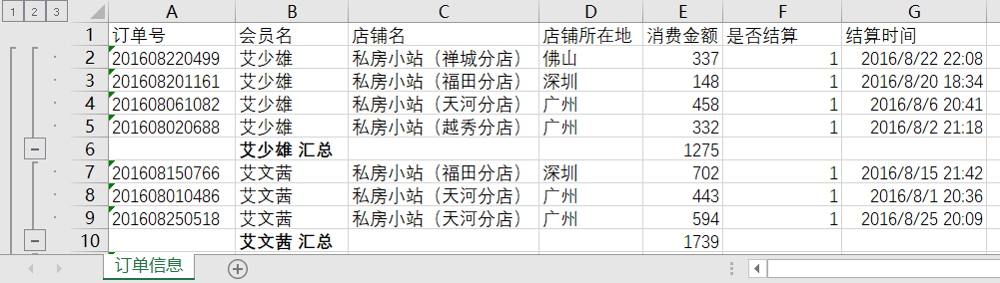 1 2 3
A B C D E F G
1 订单号 会员名 店铺名 店铺所在地 消费金额 是否结算 结算时间
2 201608220499 艾少雄 私房小站（禅城分店） 佛山 337 1 2016/8/22 22:08
3 201608201161 艾少雄 私房小站（福田分店） 深圳 148 1 2016/8/20 18:34
4 201608061082 艾少雄 私房小站（天河分店） 广州 458 1 2016/8/6 20:41
5 201608020688 艾少雄 私房小站（越秀分店） 广州 332 1 2016/8/2 21:18
6 艾少雄 汇总 1275
7 201608150766 艾文茜 私房小站（福田分店） 深圳 702 1 2016/8/15 21:42
8 201608010486 艾文茜 私房小站（天河分店） 广州 443 1 2016/8/1 20:36
9 201608250518 艾文茜 私房小站（天河分店） 广州 594 1 2016/8/25 20:09
10 艾文茜 汇总 1739
订单信息